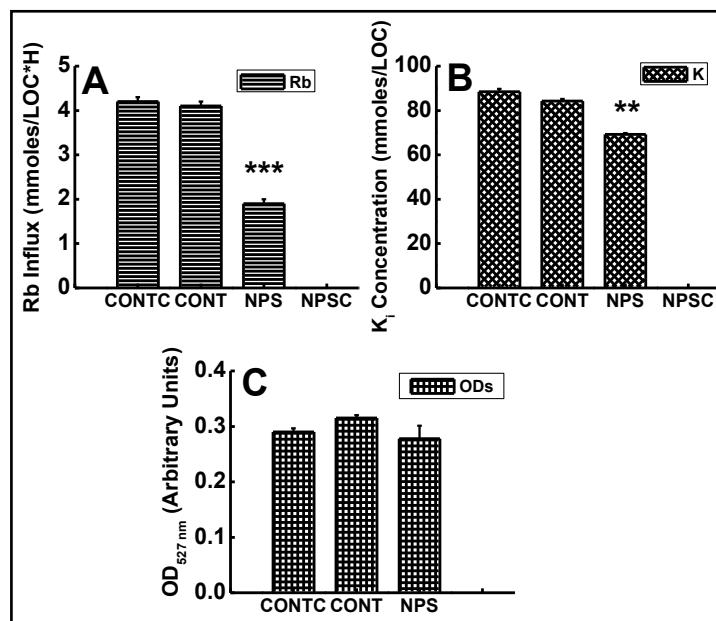 A
Rb
Rb Influx (mmoles/LOC*H)
5
4
3
2
1
0
***
CONTC CONT NPS NPSC
B
K
K_i Concentration (mmoles/LOC)
100
80
60
40
20
0
**
CONTC CONT NPS NPSC
C
ODs
OD_527 nm (Arbitrary Units)
0.4
0.3
0.2
0.1
0.0
CONTC CONT NPS